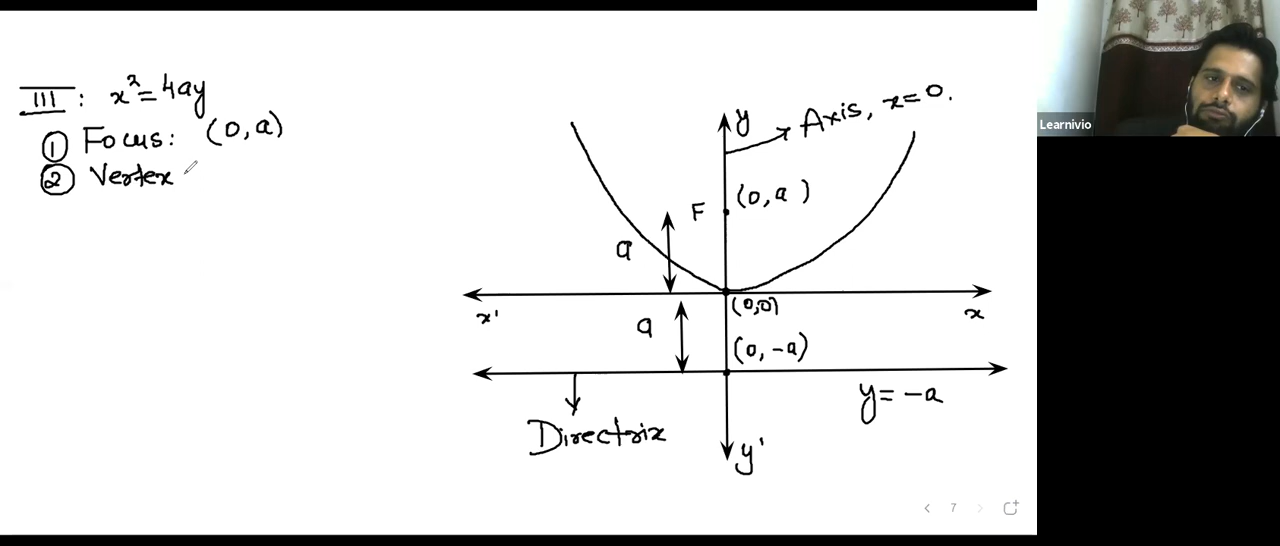 III : x² = 4ay
① Focus: (0, a)
② Vertex
y
Axis, x=0.
F
(0, a )
a
(0,0)
x'
x
a
(0, -a)
y = -a
Directrix
y'
Learnivio
7